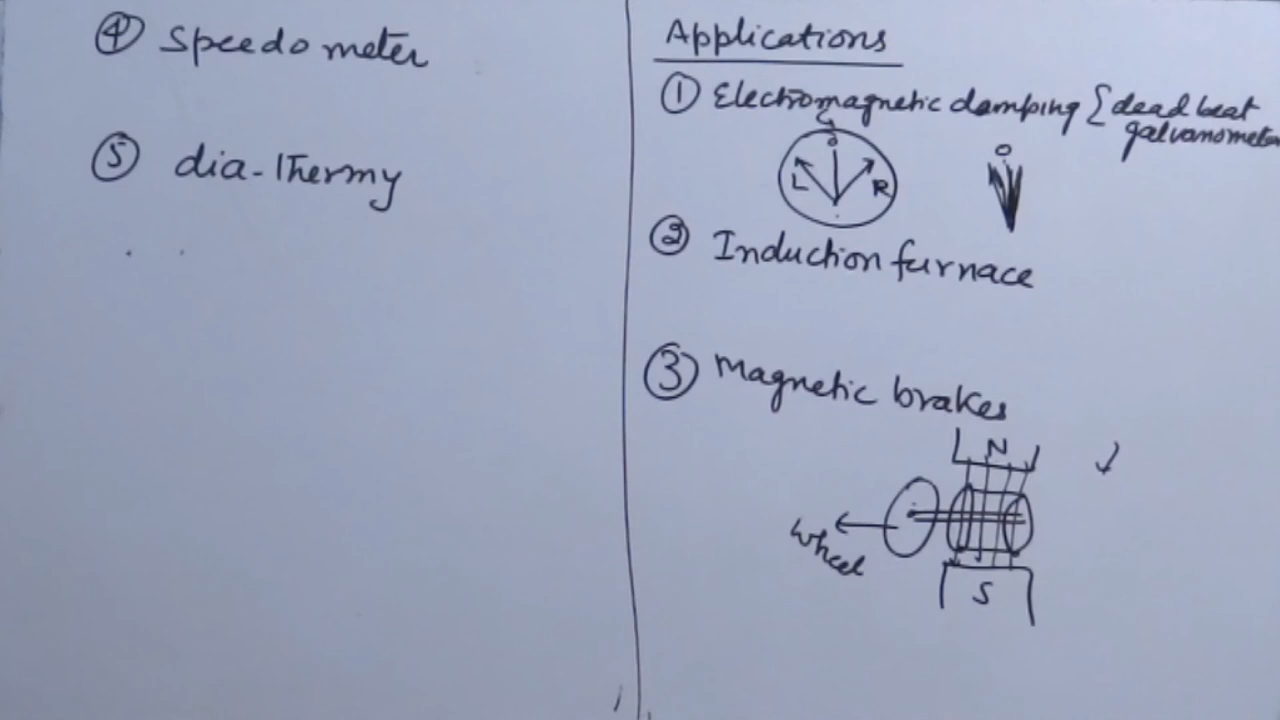 Applications
① Electromagnetic damping { dead beat
galvanometer
O
L R
O
② Induction furnace
③ Magnetic brakes
N
Wheel
S
④ Speedometer
⑤ dia-thermy